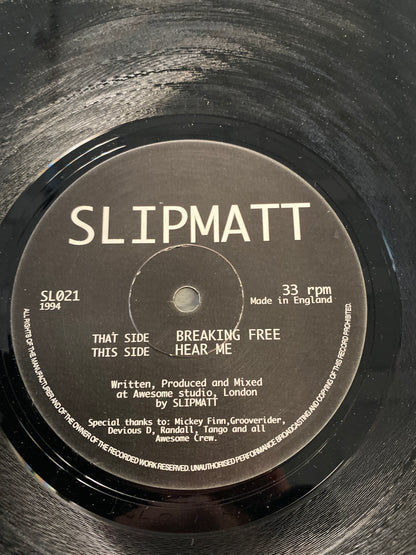 SLIPMATT
SL021
1994
33 rpm
Made in England
THAT SIDE BREAKING FREE
THIS SIDE HEAR ME
Written, Produced and Mixed
at Awesome studio, London
by SLIPMATT
Special thanks to: Mickey Finn,Grooverider,
Devious D, Randall, Tango and all
Awesome Crew.
ALL RIGHTS OF THE MANUFACTURER AND OF THE OWNER OF THE RECORDED WORK RESERVED. UNAUTHORISED PERFORMANCE BROADCASTING AND COPYING OF THIS RECORD PROHIBITED.